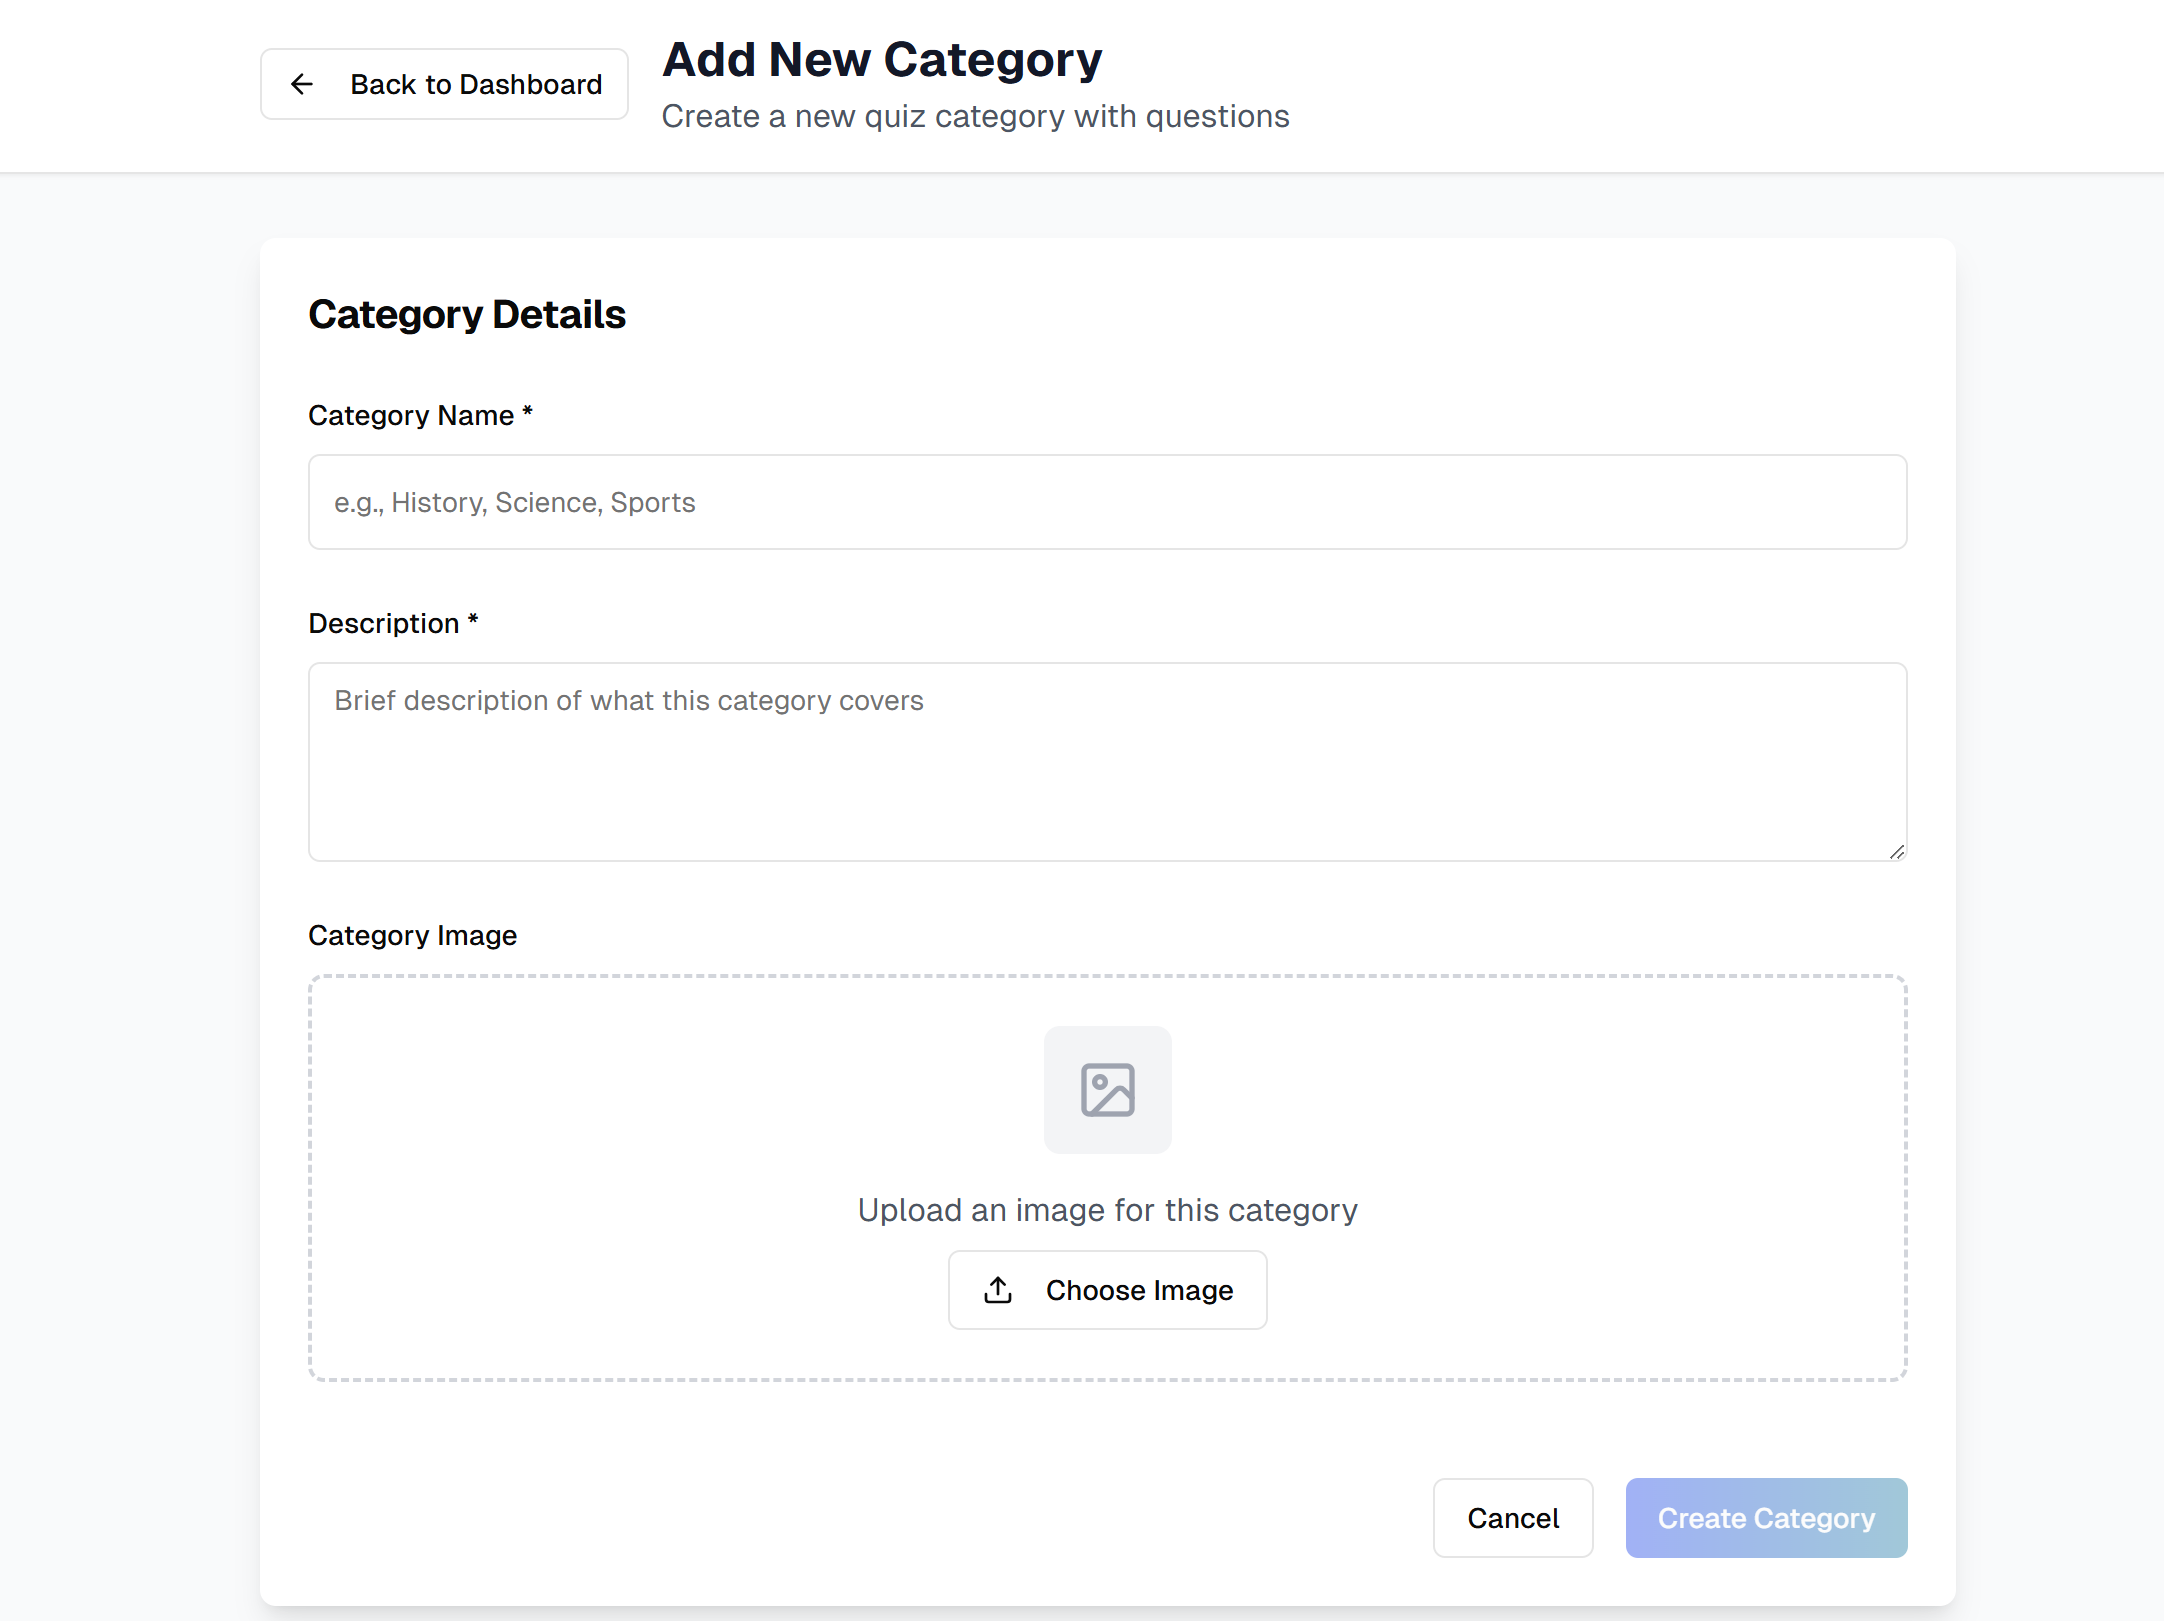 Back to Dashboard
Add New Category
Create a new quiz category with questions
Category Details
Category Name *
e.g., History, Science, Sports
Description *
Brief description of what this category covers
Category Image
Upload an image for this category
Choose Image
Cancel
Create Category